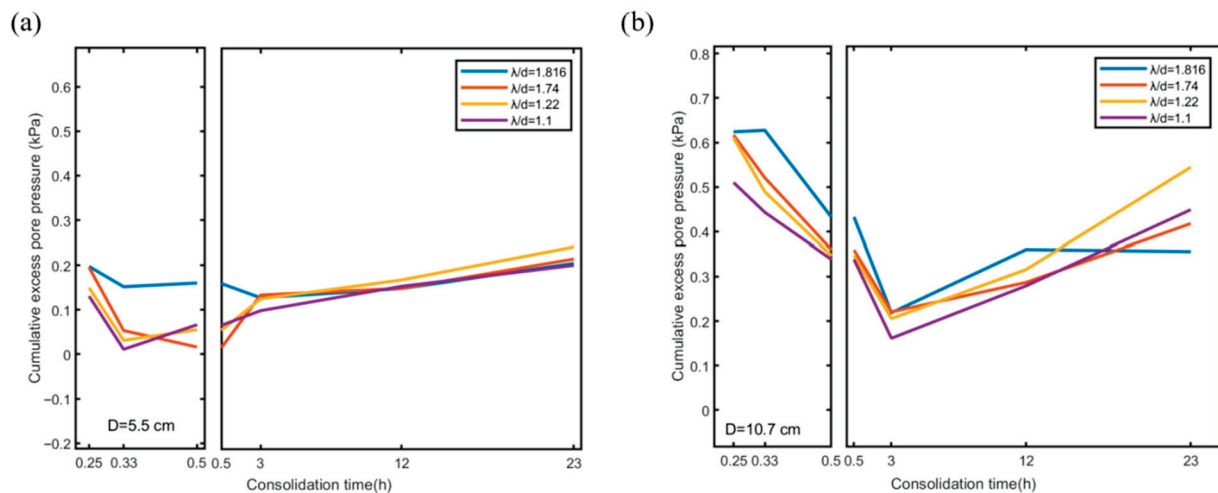 (a)
Cumulative excess pore pressure (kPa)
0.6
0.5
0.4
0.3
0.2
0.1
0
−0.1
−0.2
λ/d=1.816
λ/d=1.74
λ/d=1.22
λ/d=1.1
D=5.5 cm
0.25 0.33 0.5 0.5 3 12 23
Consolidation time(h)
(b)
Cumulative excess pore pressure (kPa)
0.8
0.7
0.6
0.5
0.4
0.3
0.2
0.1
0
λ/d=1.816
λ/d=1.74
λ/d=1.22
λ/d=1.1
D=10.7 cm
0.25 0.33 0.5 0.5 3 12 23
Consolidation time(h)